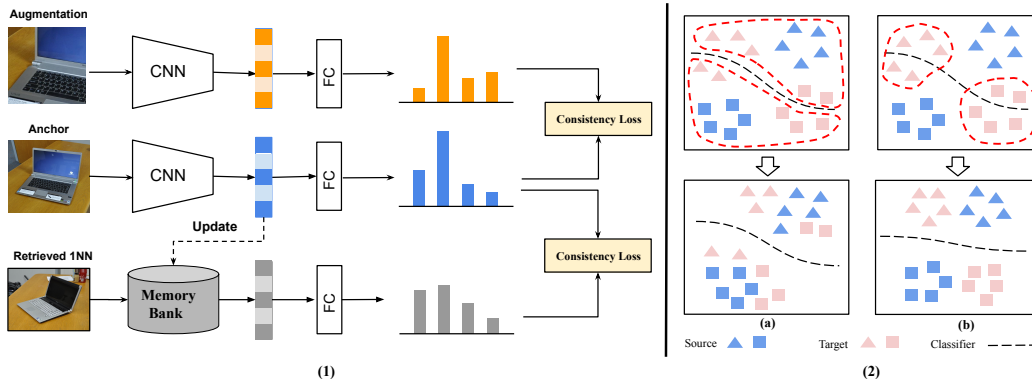 Augmentation
CNN
FC
Consistency Loss
Anchor
CNN
FC
Update
Consistency Loss
Retrieved 1NN
Memory
Bank
FC
(1)
(a)
(b)
Source
Target
Classifier
(2)